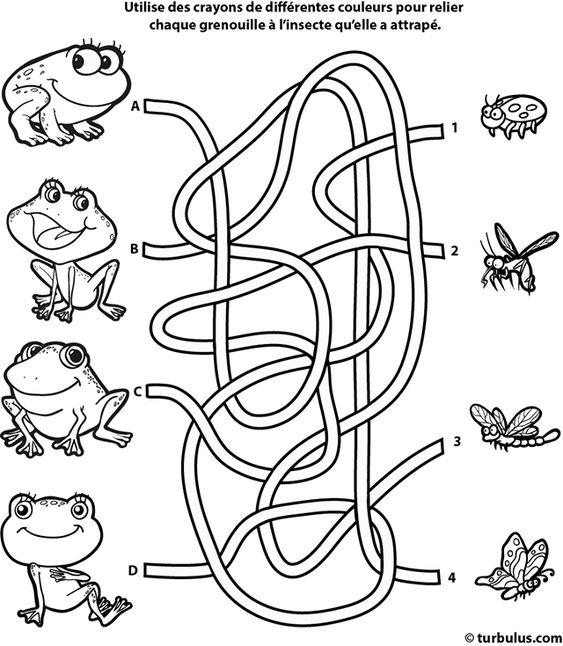 Utilise des crayons de différentes couleurs pour relier
chaque grenouille à l'insecte qu'elle a attrapé.
A
1
B
2
C
3
D
4
© turbulus.com